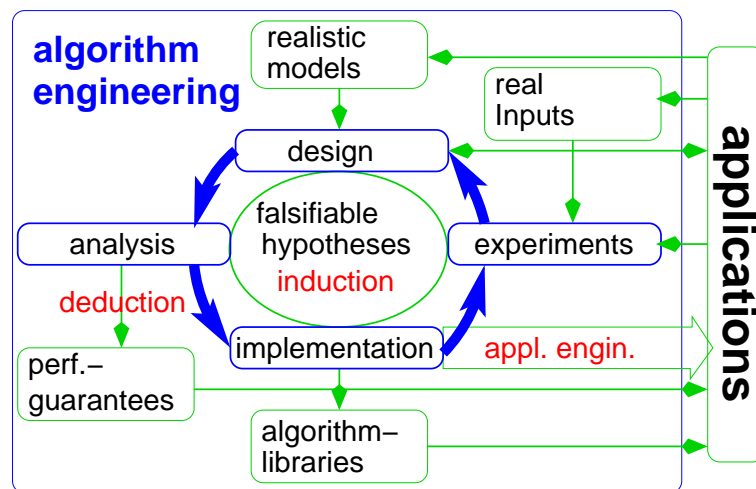 algorithm
engineering
realistic
models
real
Inputs
design
falsifiable
hypotheses
induction
analysis
experiments
deduction
implementation
appl. engin.
perf.−
guarantees
algorithm−
libraries
applications